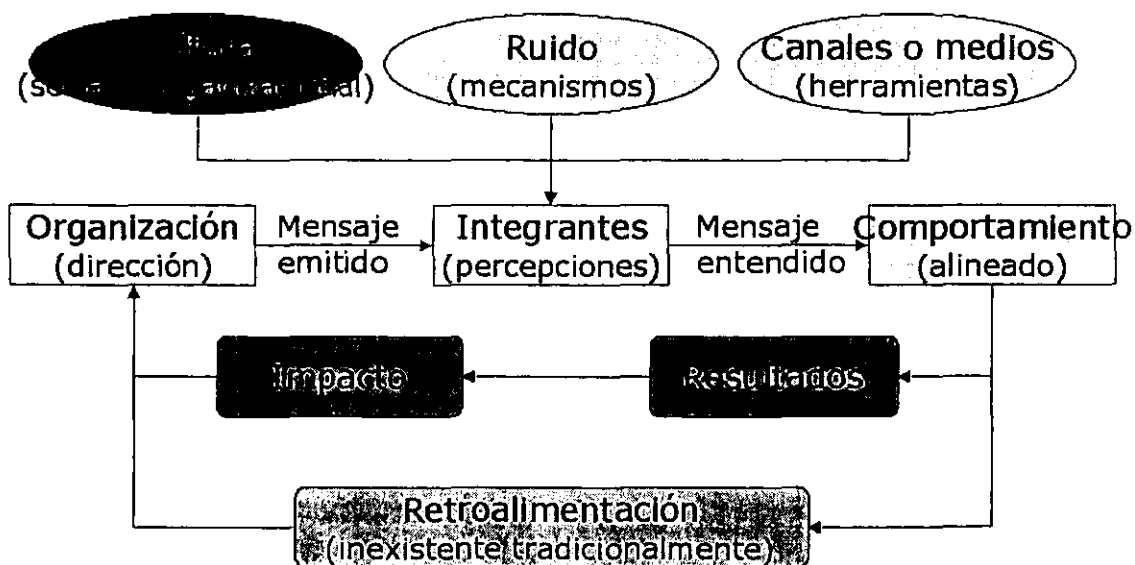 Ruido
(mecanismos)
Canales o medios
(herramientas)
Organización
(dirección)
Mensaje
emitido
Integrantes
(percepciones)
Mensaje
entendido
Comportamiento
(alineado)
Impacto
Resultados
Retroalimentación
(inexistente tradicionalmente)